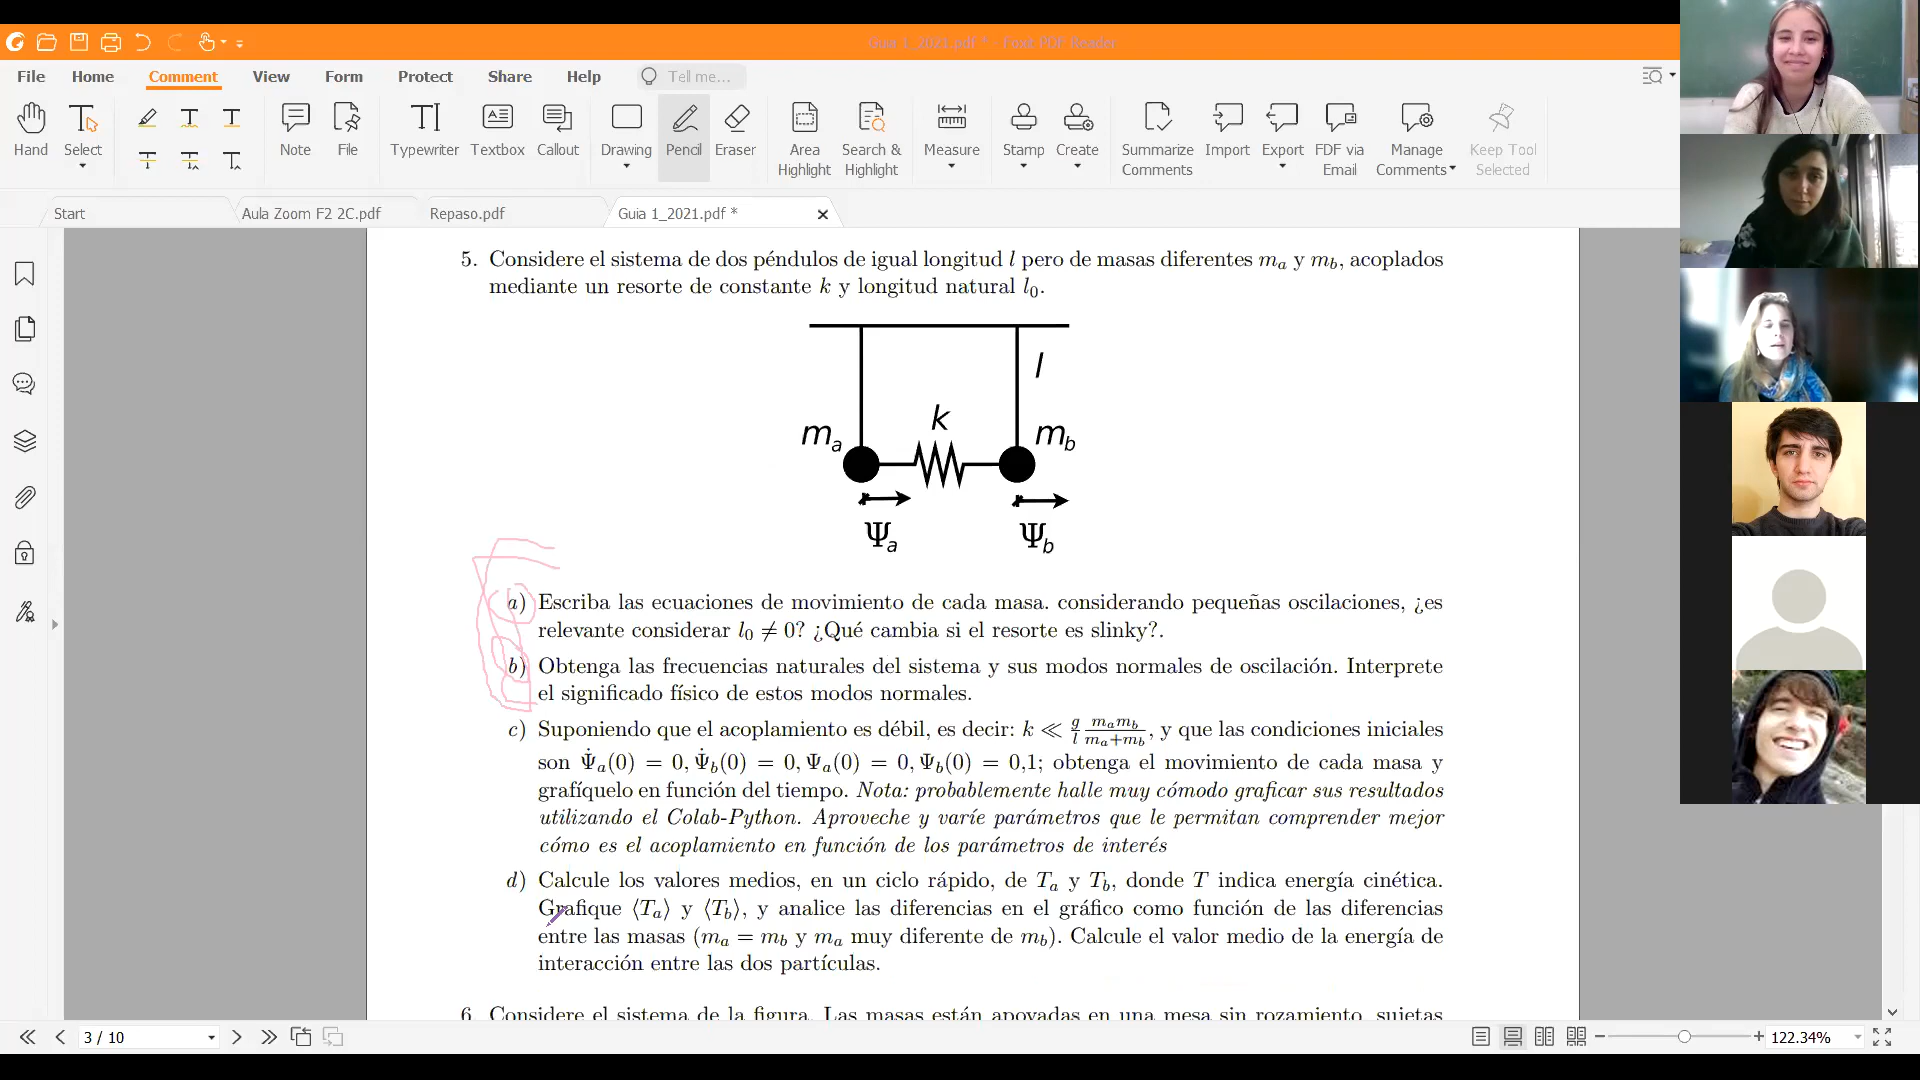 Guia 1_2021.pdf * - Foxit PDF Reader
File Home Comment View Form Protect Share Help Tell me...
Hand Select Note File Typewriter Textbox Callout Drawing Pencil Eraser Area Highlight Search & Highlight Measure Stamp Create Summarize Comments Import Export FDF via Email Manage Comments Keep Tool Selected
Start Aula Zoom F2 2C.pdf Repaso.pdf Guia 1_2021.pdf *
5. Considere el sistema de dos péndulos de igual longitud l pero de masas diferentes mₐ y m_b, acoplados
mediante un resorte de constante k y longitud natural l₀.
l
k
mₐ m_b
Ψₐ Ψ_b
a) Escriba las ecuaciones de movimiento de cada masa. considerando pequeñas oscilaciones, ¿es
relevante considerar l₀ ≠ 0? ¿Qué cambia si el resorte es slinky?.
b) Obtenga las frecuencias naturales del sistema y sus modos normales de oscilación. Interprete
el significado físico de estos modos normales.
c) Suponiendo que el acoplamiento es débil, es decir: k ≪ g/l mₐm_b/(mₐ+m_b), y que las condiciones iniciales
son Ψ̇ₐ(0) = 0, Ψ̇_b(0) = 0, Ψₐ(0) = 0, Ψ_b(0) = 0,1; obtenga el movimiento de cada masa y
grafíquelo en función del tiempo. Nota: probablemente halle muy cómodo graficar sus resultados
utilizando el Colab-Python. Aproveche y varíe parámetros que le permitan comprender mejor
cómo es el acoplamiento en función de los parámetros de interés
d) Calcule los valores medios, en un ciclo rápido, de Tₐ y T_b, donde T indica energía cinética.
Grafique ⟨Tₐ⟩ y ⟨T_b⟩, y analice las diferencias en el gráfico como función de las diferencias
entre las masas (mₐ = m_b y mₐ muy diferente de m_b). Calcule el valor medio de la energía de
interacción entre las dos partículas.
6. Considere el sistema de la figura. Las masas están apoyadas en una mesa sin rozamiento, sujetas
3 / 10 122.34%